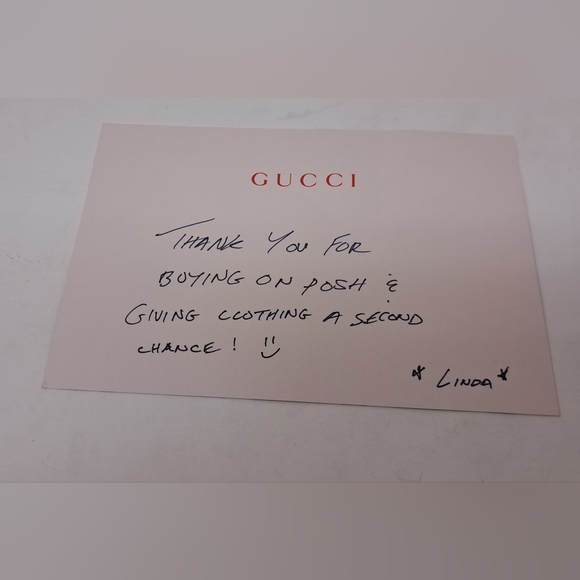 GUCCI
THANK YOU FOR
BUYING ON POSH &
GIVING CLOTHING A SECOND
CHANCE! :)
* LINDA *